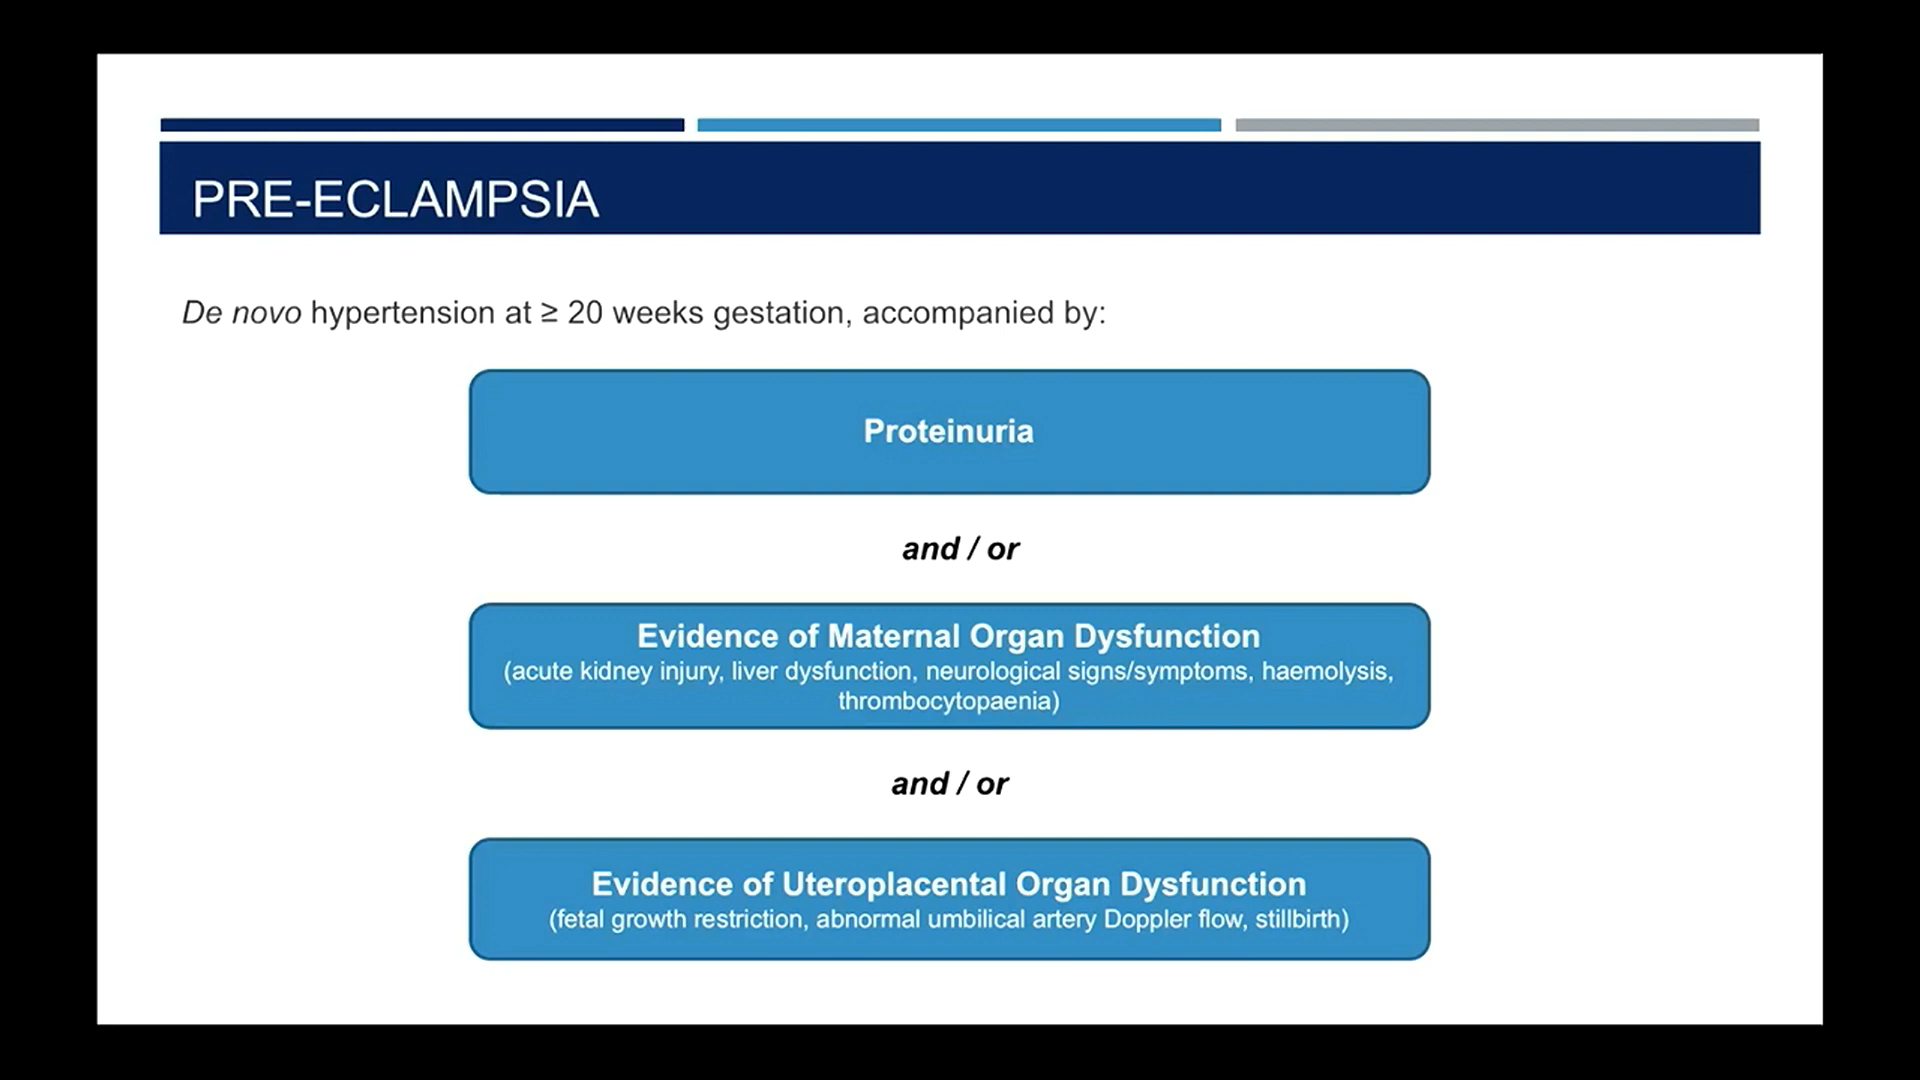 PRE-ECLAMPSIA
De novo hypertension at ≥ 20 weeks gestation, accompanied by:
Proteinuria
and / or
Evidence of Maternal Organ Dysfunction
(acute kidney injury, liver dysfunction, neurological signs/symptoms, haemolysis,
thrombocytopaenia)
and / or
Evidence of Uteroplacental Organ Dysfunction
(fetal growth restriction, abnormal umbilical artery Doppler flow, stillbirth)